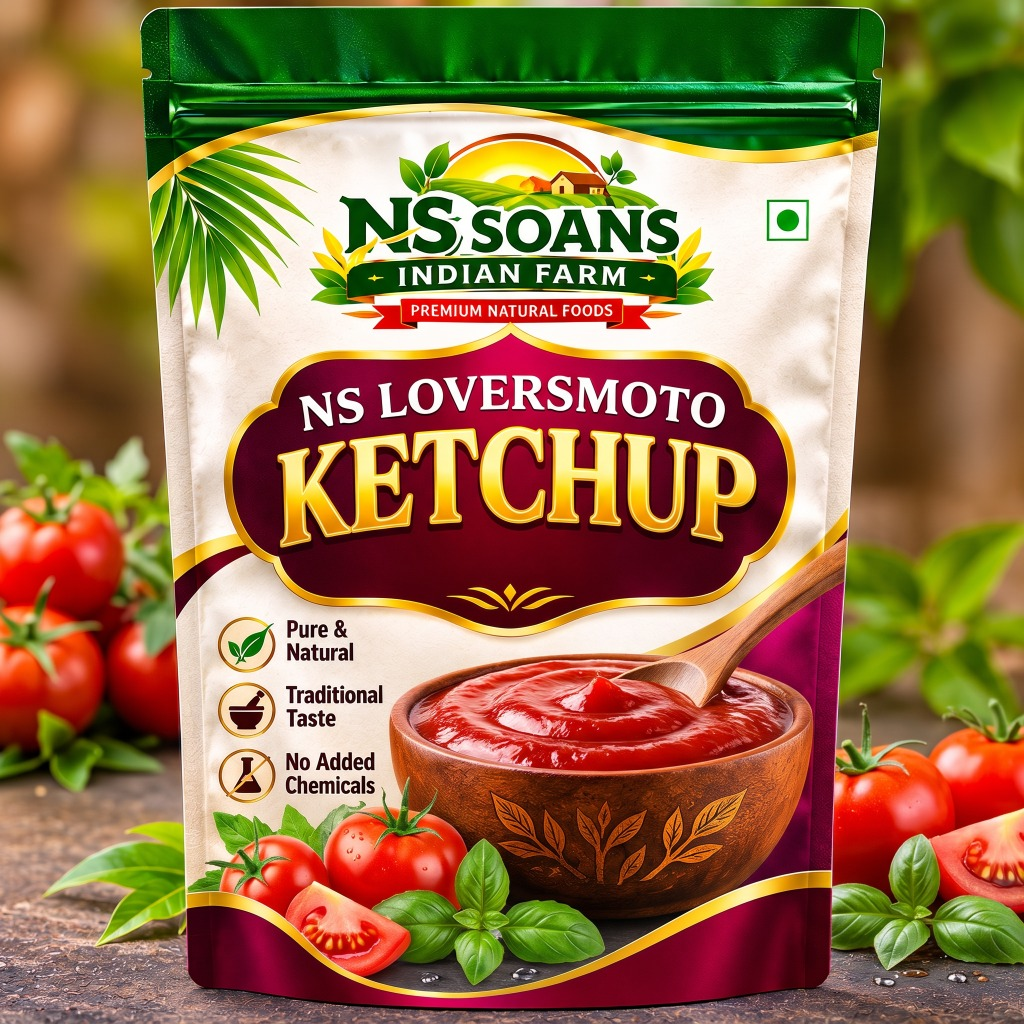 NS SOANS
INDIAN FARM
PREMIUM NATURAL FOODS
NS LOVERSMOTO
KETCHUP
Pure &
Natural
Traditional
Taste
No Added
Chemicals